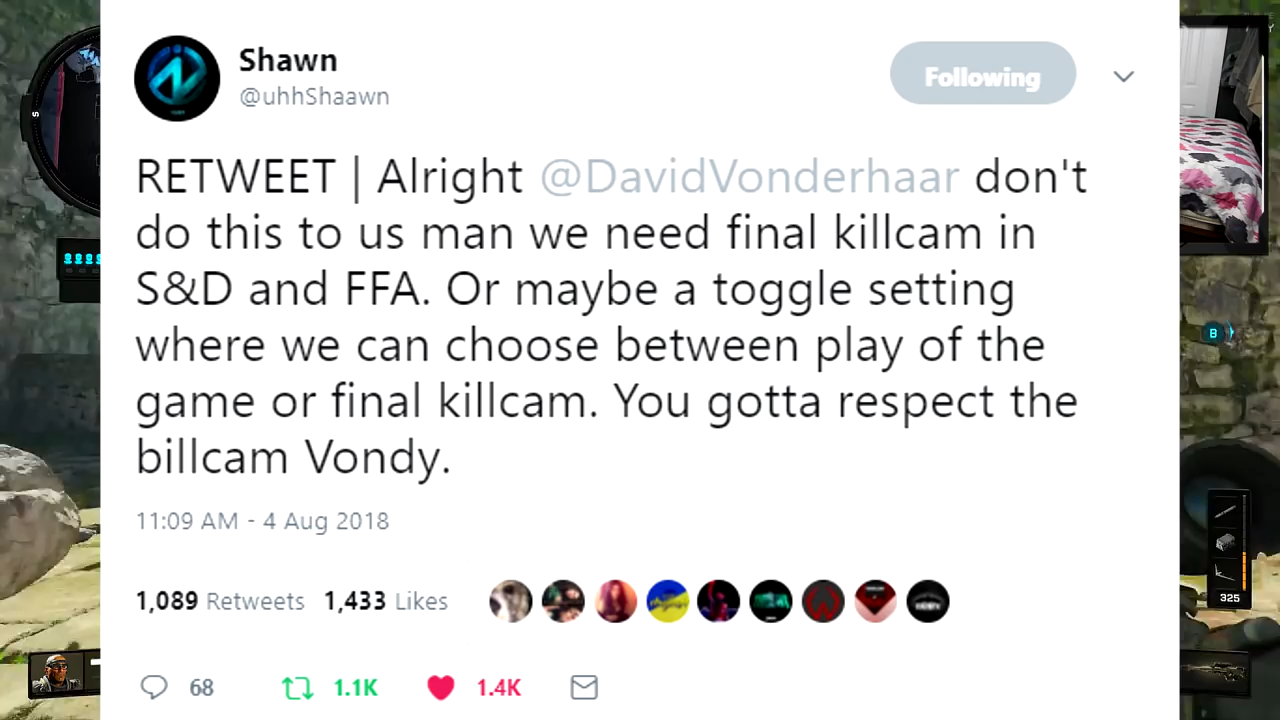 Shawn
@uhhShaawn
Following
RETWEET | Alright @DavidVonderhaar don't
do this to us man we need final killcam in
S&D and FFA. Or maybe a toggle setting
where we can choose between play of the
game or final killcam. You gotta respect the
billcam Vondy.
11:09 AM - 4 Aug 2018
1,089 Retweets 1,433 Likes
68 1.1K 1.4K
S
B
325